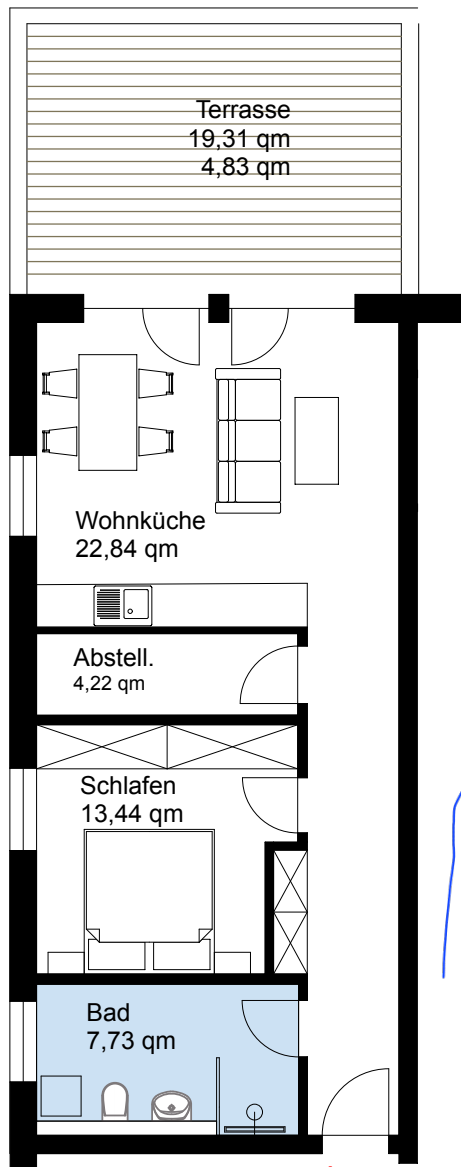 Terrasse
19,31 qm
4,83 qm
Wohnküche
22,84 qm
Abstell.
4,22 qm
Schlafen
13,44 qm
Bad
7,73 qm